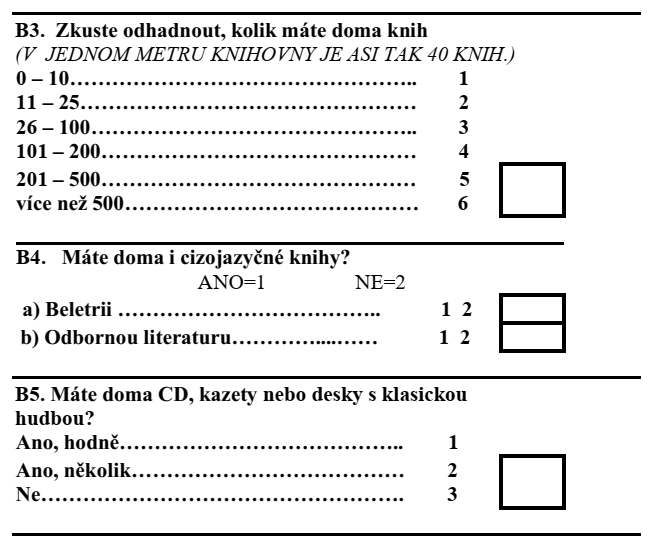 B3.  Zkuste odhadnout, kolik máte doma knih
(V  JEDNOM METRU KNIHOVNY JE ASI TAK 40 KNIH.)
0 – 10…………………………………………..	1
11 – 25…………………………………………	2
26 – 100………………………………………..	3
101 – 200………………………………………	4
201 – 500………………………………………	5
více než 500……………………………………	6
B4.   Máte doma i cizojazyčné knihy?
ANO=1	NE=2
a) Beletrii ………………………………..	1  2
b) Odbornou literaturu………….....……	1  2
B5. Máte doma CD, kazety nebo desky s klasickou
hudbou?
Ano, hodně…………………………………..	1
Ano, několik…………………………………	2
Ne…………………………………………….	3